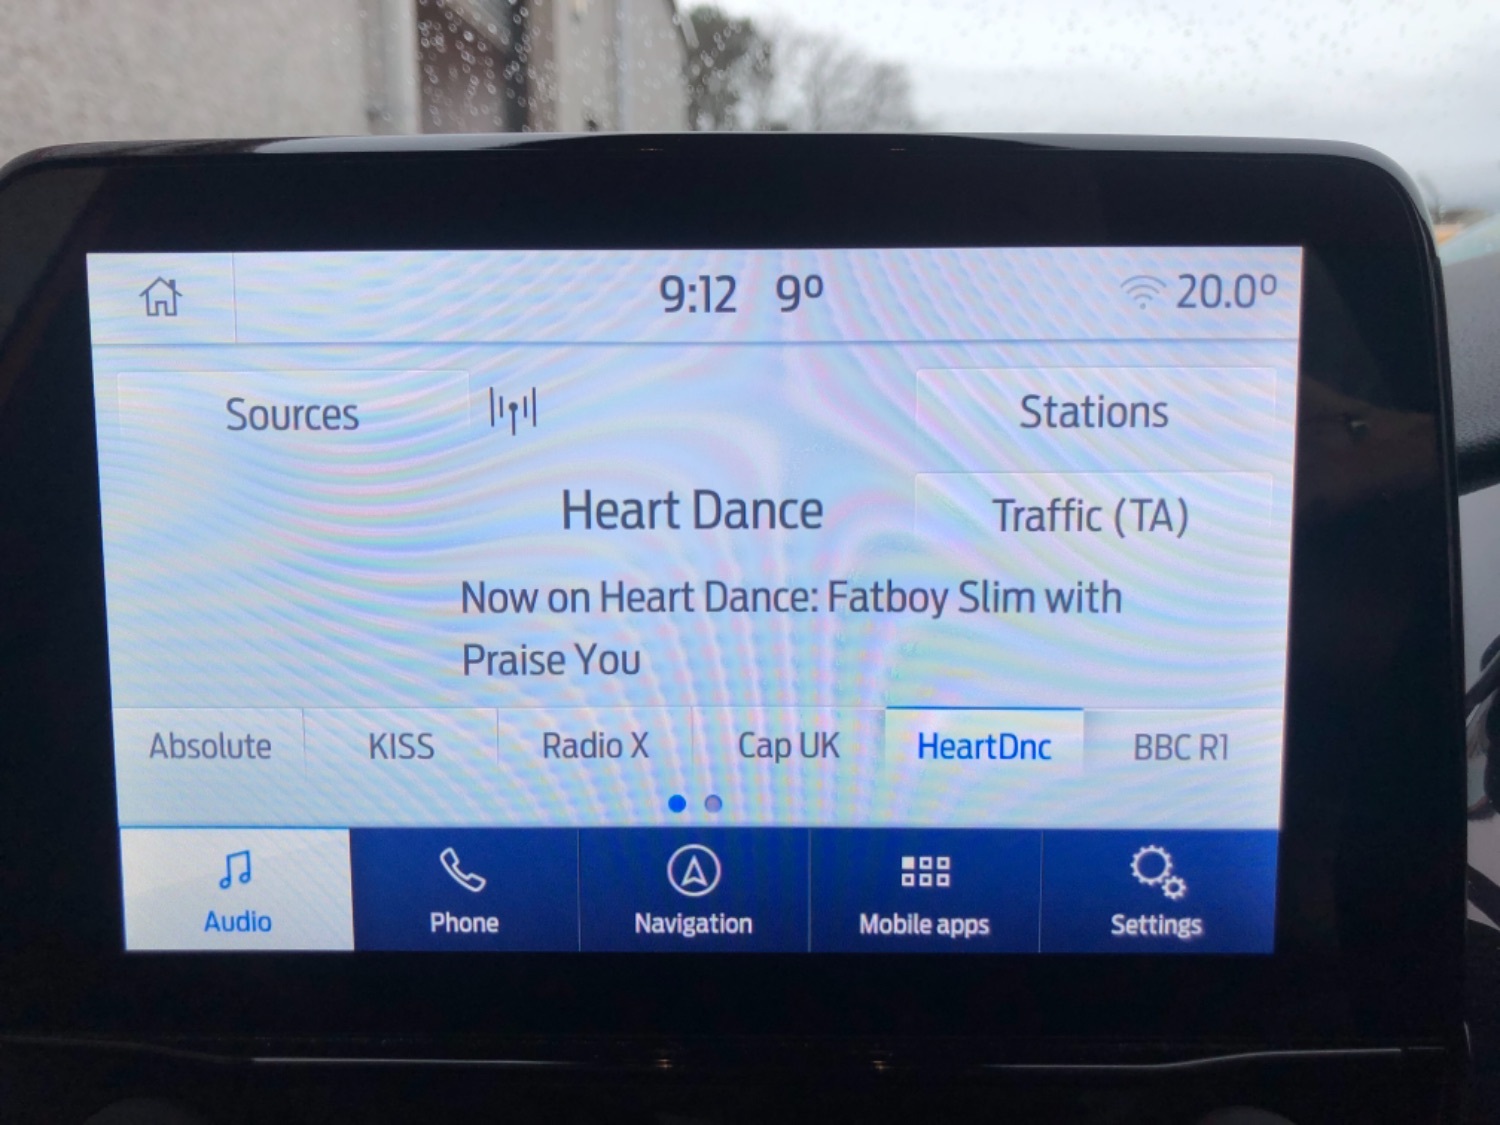 9:12 9º
20.0º
Sources
Stations
Heart Dance
Traffic (TA)
Now on Heart Dance: Fatboy Slim with
Praise You
Absolute
KISS
Radio X
Cap UK
HeartDnc
BBC R1
Audio
Phone
Navigation
Mobile apps
Settings